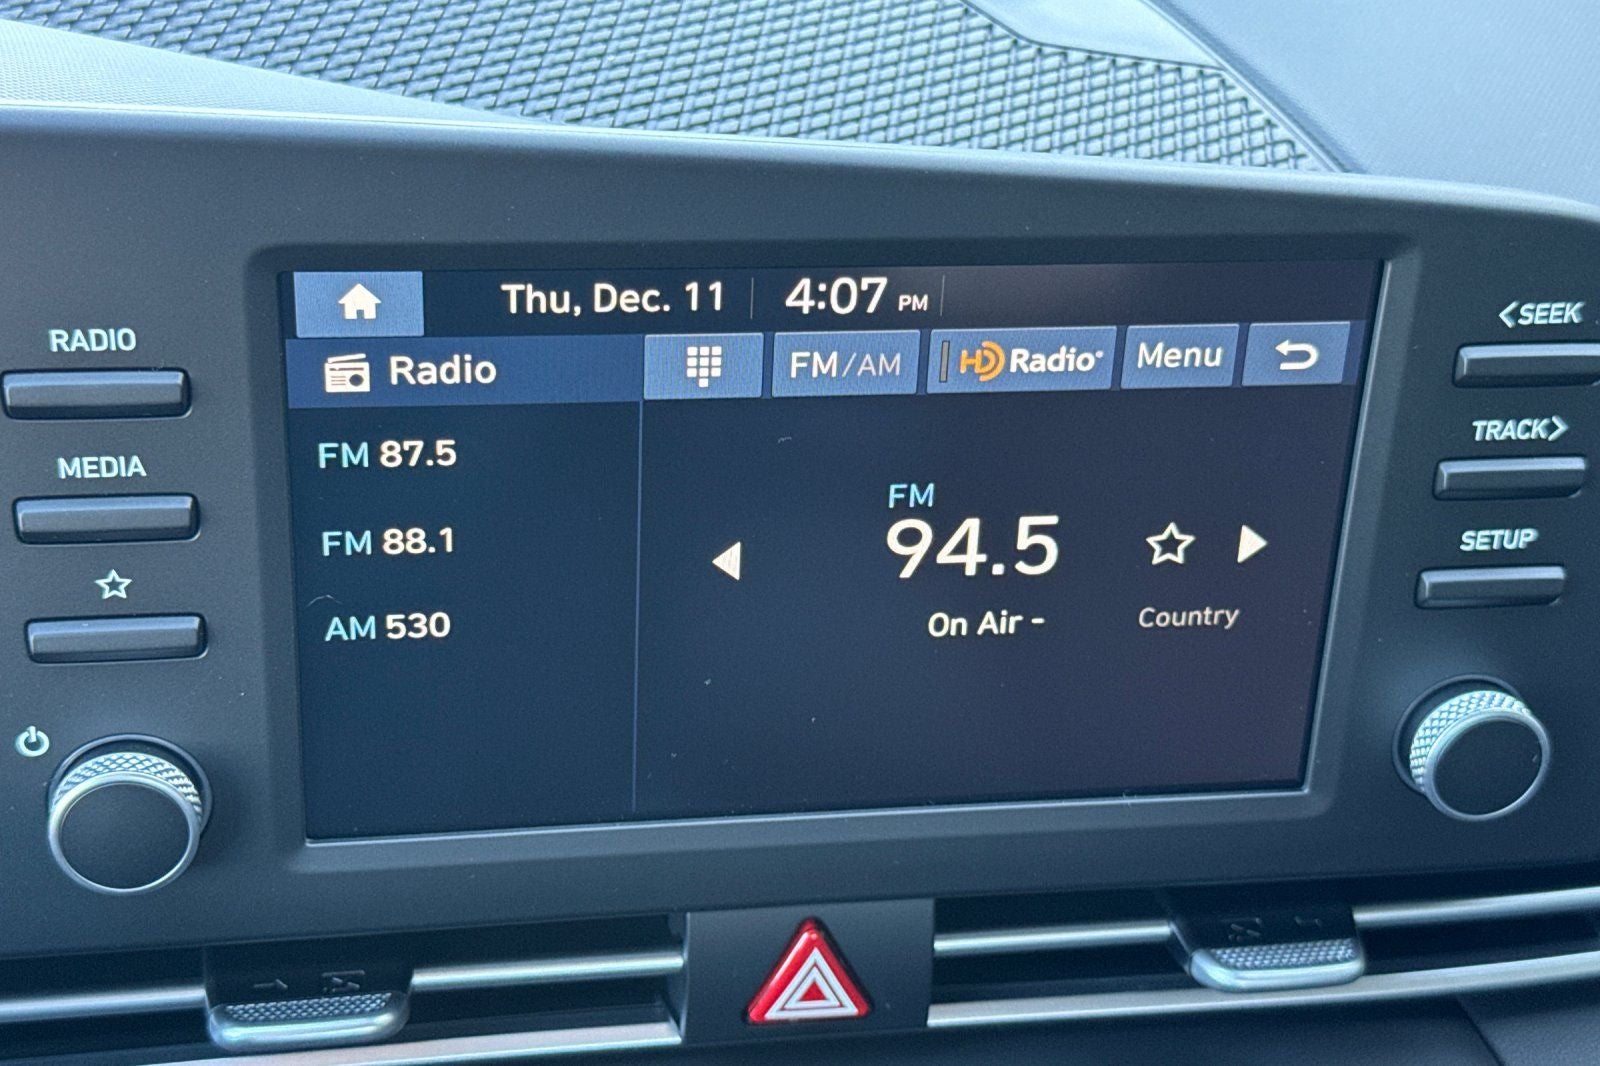 RADIO
MEDIA
Thu, Dec. 11 4:07 PM
Radio
FM/AM
HD Radio®
Menu
FM 87.5
FM 88.1
AM 530
FM
94.5
On Air -
Country
<SEEK
TRACK>
SETUP